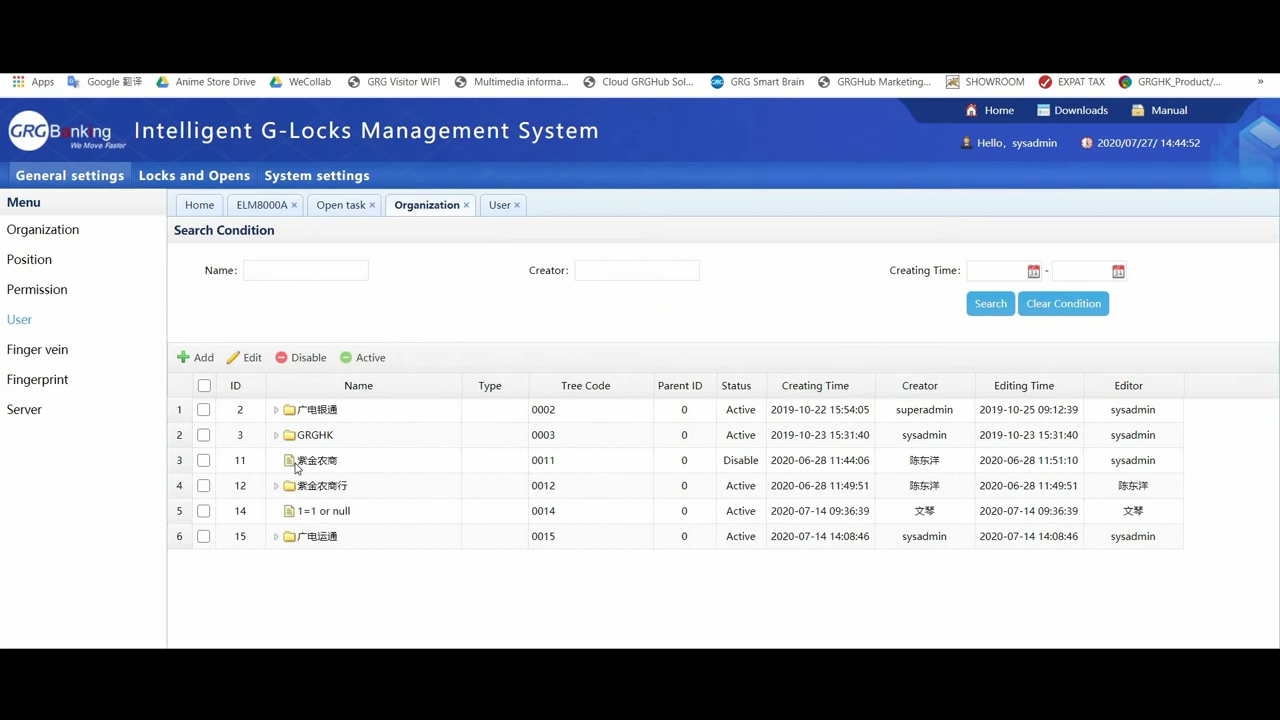 Apps Google 翻译 Anime Store Drive WeCollab GRG Visitor WIFI Multimedia informa... Cloud GRGHub Sol... GRG Smart Brain GRGHub Marketing... SHOWROOM EXPAT TAX GRGHK_Product/... »
Home Downloads Manual
GRGBanking Intelligent G-Locks Management System
We Move Faster
Hello, sysadmin 2020/07/27/ 14:44:52
General settings Locks and Opens System settings
Menu
Organization
Position
Permission
User
Finger vein
Fingerprint
Server
Home ELM8000A × Open task × Organization × User ×
Search Condition
Name: Creator: Creating Time: -
Search Clear Condition
Add Edit Disable Active
ID Name Type Tree Code Parent ID Status Creating Time Creator Editing Time Editor
1 2 广电银通 0002 0 Active 2019-10-22 15:54:05 superadmin 2019-10-25 09:12:39 sysadmin
2 3 GRGHK 0003 0 Active 2019-10-23 15:31:40 sysadmin 2019-10-23 15:31:40 sysadmin
3 11 紫金农商 0011 0 Disable 2020-06-28 11:44:06 陈东洋 2020-06-28 11:51:10 sysadmin
4 12 紫金农商行 0012 0 Active 2020-06-28 11:49:51 陈东洋 2020-06-28 11:49:51 陈东洋
5 14 1=1 or null 0014 0 Active 2020-07-14 09:36:39 文琴 2020-07-14 09:36:39 文琴
6 15 广电运通 0015 0 Active 2020-07-14 14:08:46 sysadmin 2020-07-14 14:08:46 sysadmin